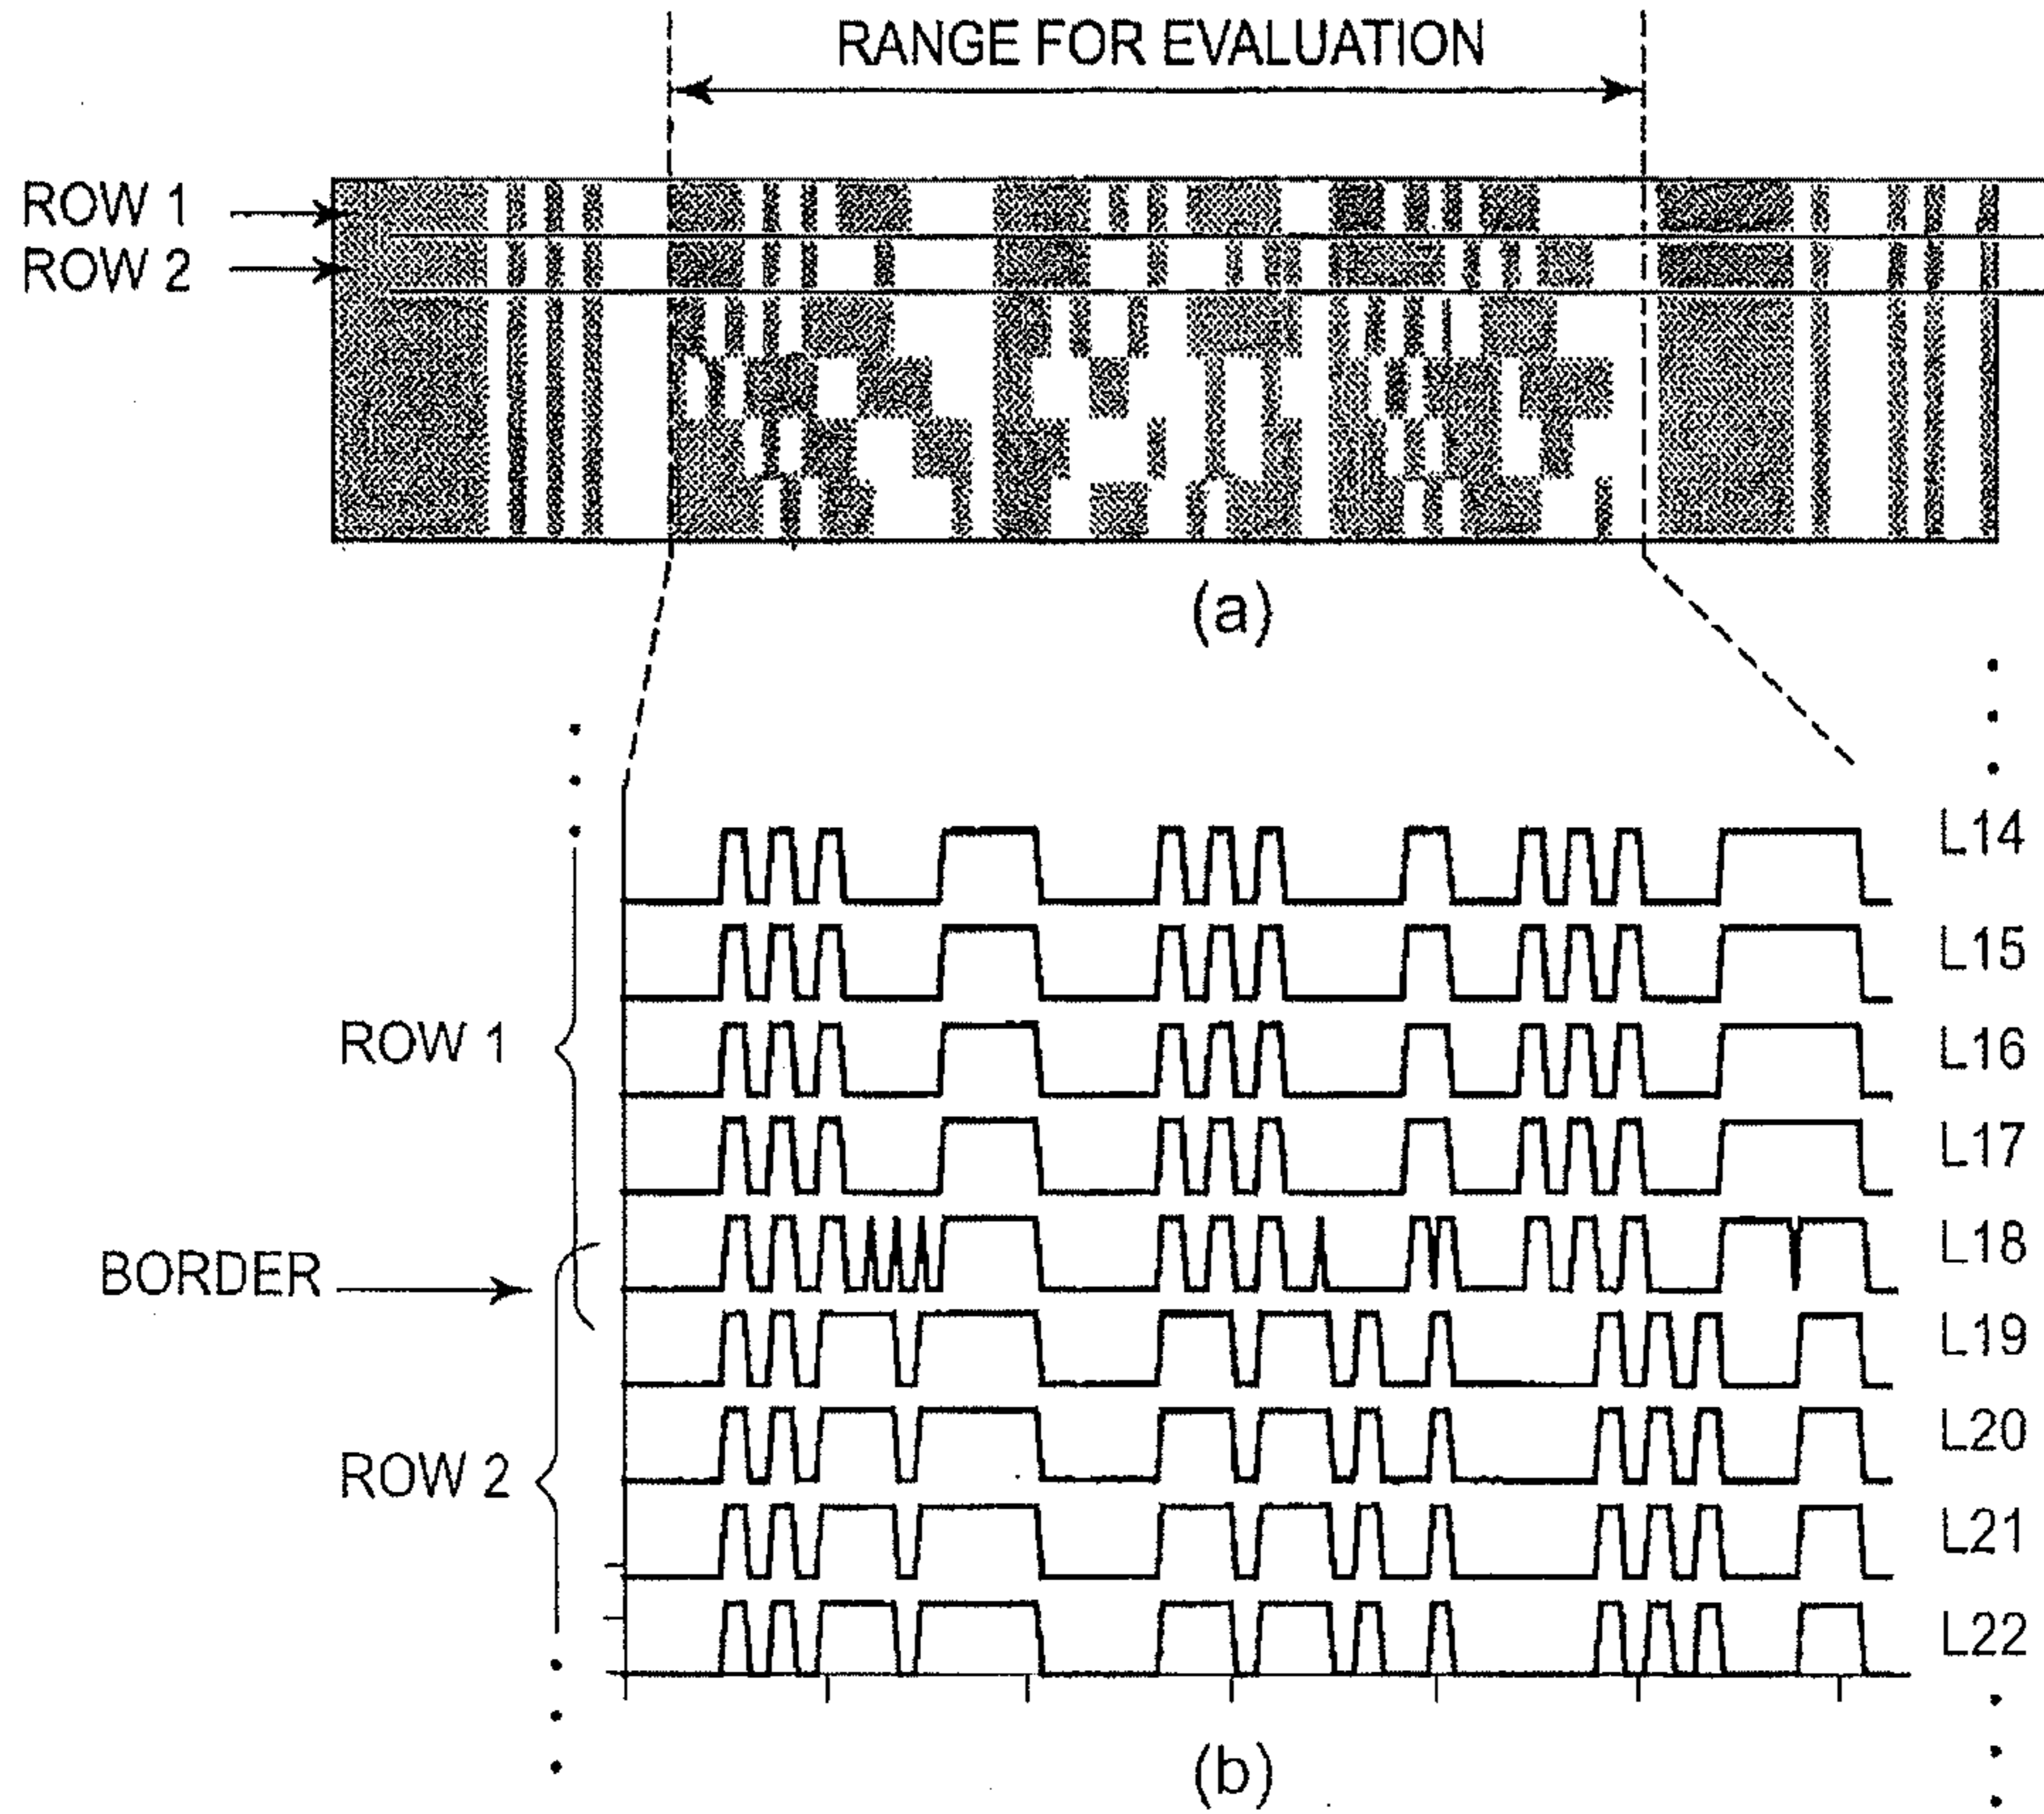 RANGE FOR EVALUATION
ROW 1
ROW 2
(a)
L14
L15
L16
ROW 1
L17
L18
BORDER
L19
L20
ROW 2
L21
L22
(b)